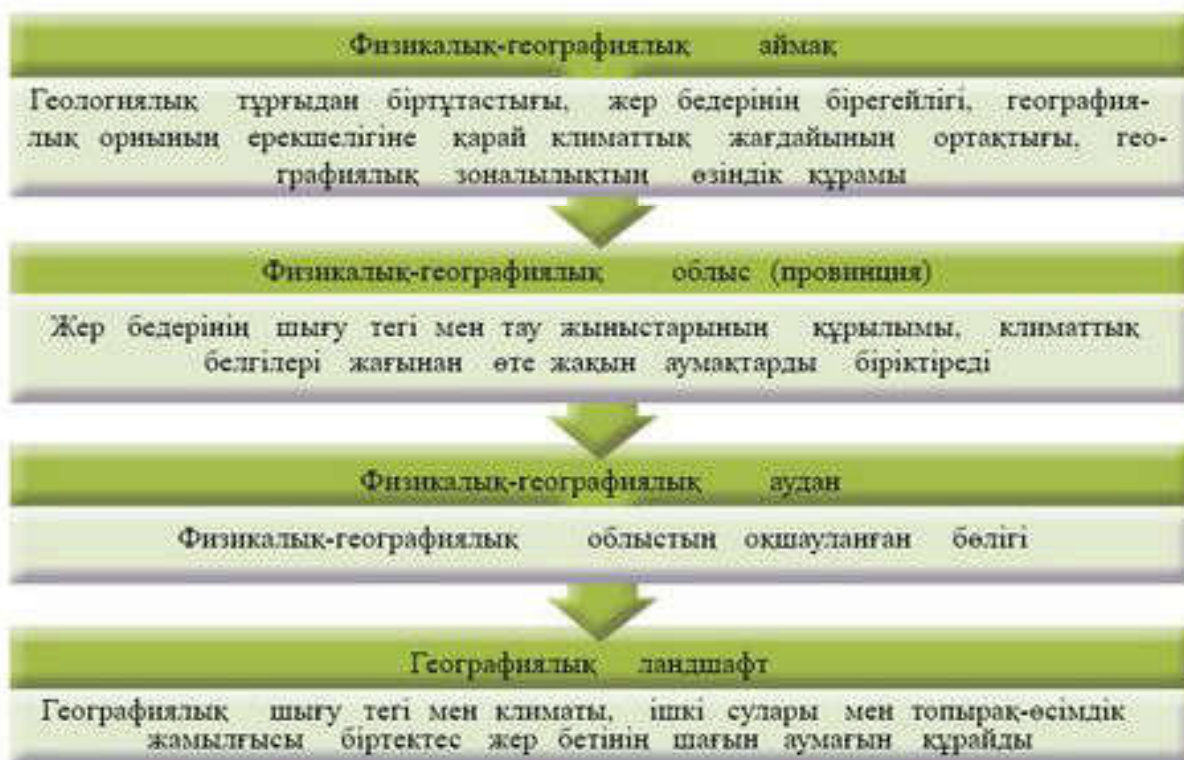 Физикалық-географиялық аймақ
Геологиялық тұрғыдан біртұтастығы, жер бедерінің бірегейлігі, география-
лық орнының ерекшелігіне қарай климаттық жағдайының ортақтығы, гео-
графиялық зоналылықтың өзіндік құрамы
Физикалық-географиялық облыс (провинция)
Жер бедерінің шығу тегі мен тау жыныстарының құрылымы, климаттық
белгілері жағынан өте жақын аумақтарды біріктіреді
Физикалық-географиялық аудан
Физикалық-географиялық облыстың оқшауланған бөлігі
Географиялық ландшафт
Географиялық шығу тегі мен климаты, ішкі сулары мен топырақ-өсімдік
жамылғысы біртектес жер бетінің шағын аумағын құрайды